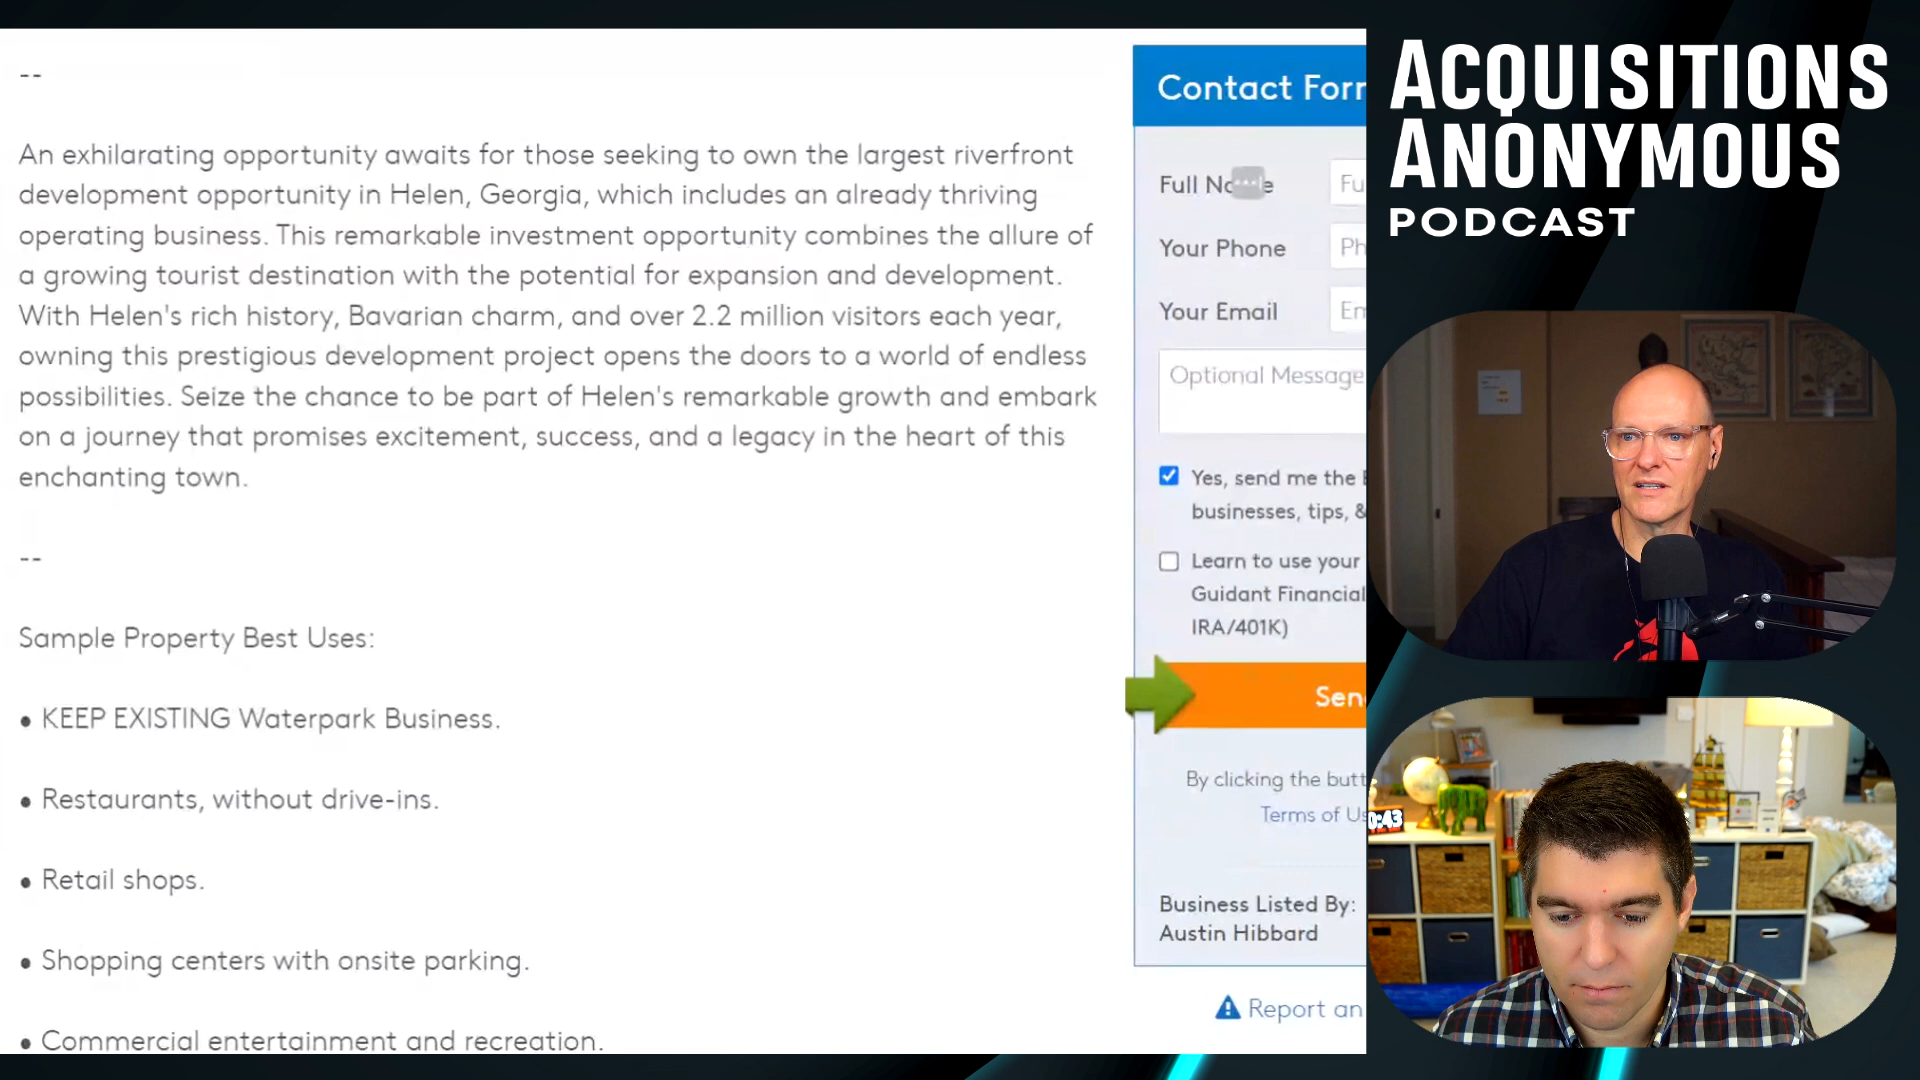 --
An exhilarating opportunity awaits for those seeking to own the largest riverfront
development opportunity in Helen, Georgia, which includes an already thriving
operating business. This remarkable investment opportunity combines the allure of
a growing tourist destination with the potential for expansion and development.
With Helen's rich history, Bavarian charm, and over 2.2 million visitors each year,
owning this prestigious development project opens the doors to a world of endless
possibilities. Seize the chance to be part of Helen's remarkable growth and embark
on a journey that promises excitement, success, and a legacy in the heart of this
enchanting town.
--
Sample Property Best Uses:
• KEEP EXISTING Waterpark Business.
• Restaurants, without drive-ins.
• Retail shops.
• Shopping centers with onsite parking.
• Commercial entertainment and recreation.
Contact For
Full N
Your Phone
Your Email
Optional Message
Yes, send me the
businesses, tips, &
Learn to use your
Guidant Financial
IRA/401K)
Sen
By clicking the butt
Terms of Us
Business Listed By:
Austin Hibbard
Report an
ACQUISITIONS
ANONYMOUS
PODCAST
0:43